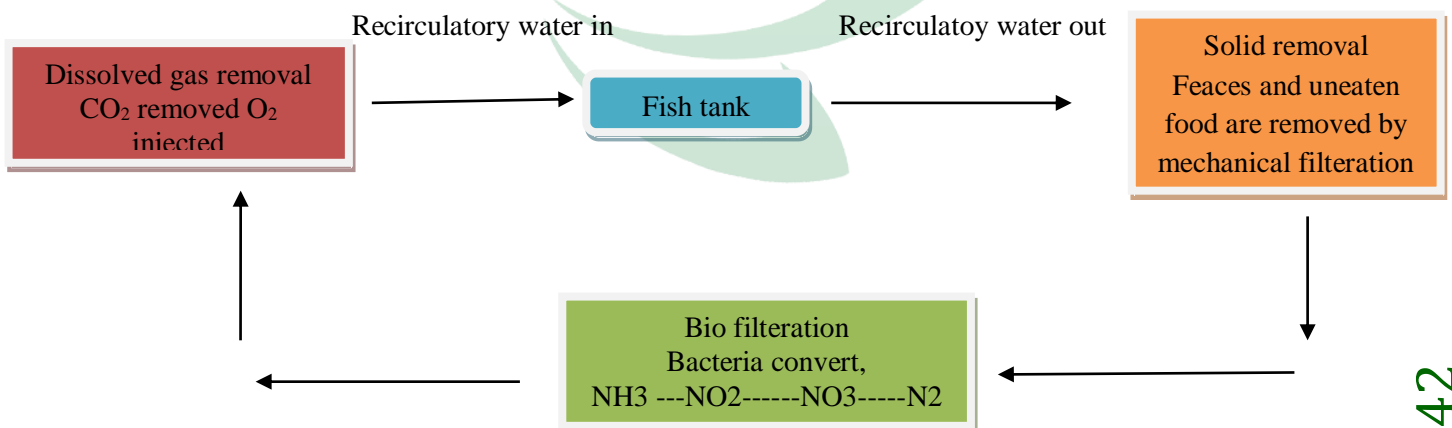 Recirculatory water in
Recirculatoy water out
Dissolved gas removal
CO₂ removed O₂
injected
Fish tank
Solid removal
Feaces and uneaten
food are removed by
mechanical filteration
Bio filteration
Bacteria convert,
NH3 ---NO2------NO3-----N2
42